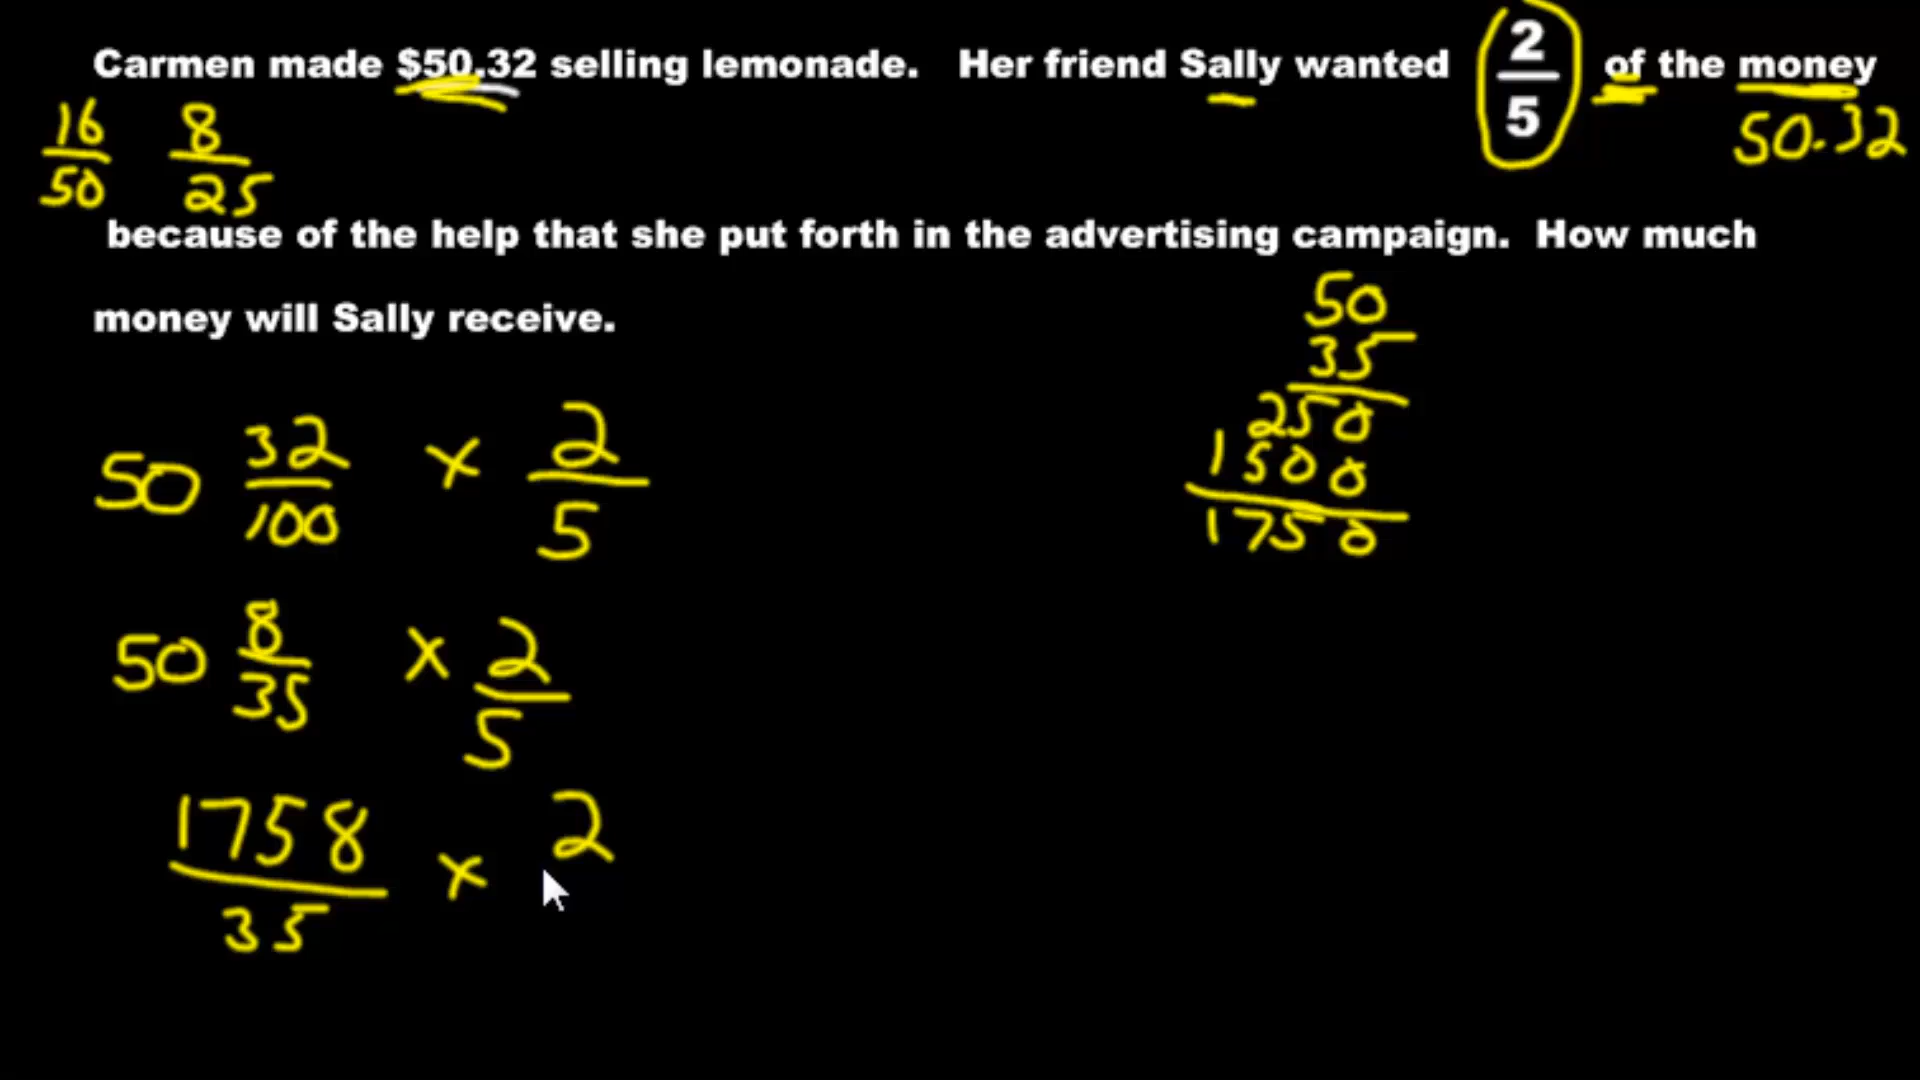 Carmen made $50.32 selling lemonade. Her friend Sally wanted 2/5 of the money
16/50 8/25 50.32
because of the help that she put forth in the advertising campaign. How much
money will Sally receive.
50
35
250
1500
1750
50 32/100 x 2/5
50 8/35 x 2/5
1758/35 x 2